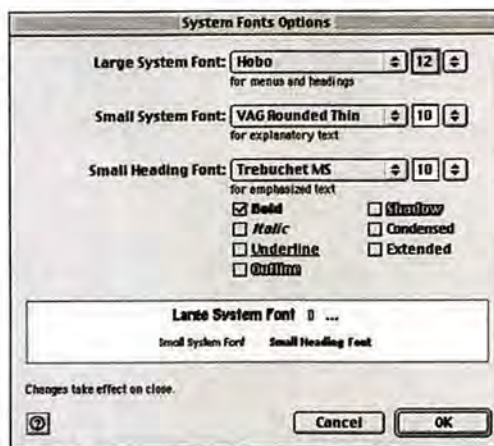 System Fonts Options
Large System Font: Hobo 12
for menus and headings
Small System Font: VAG Rounded Thin 10
for explanatory text
Small Heading Font: Trebuchet MS 10
for emphasized text
Bold Shadow
Italic Condensed
Underline Extended
Outline
Large System Font ...
Small System Font Small Heading Font
Changes take effect on close.
? Cancel OK